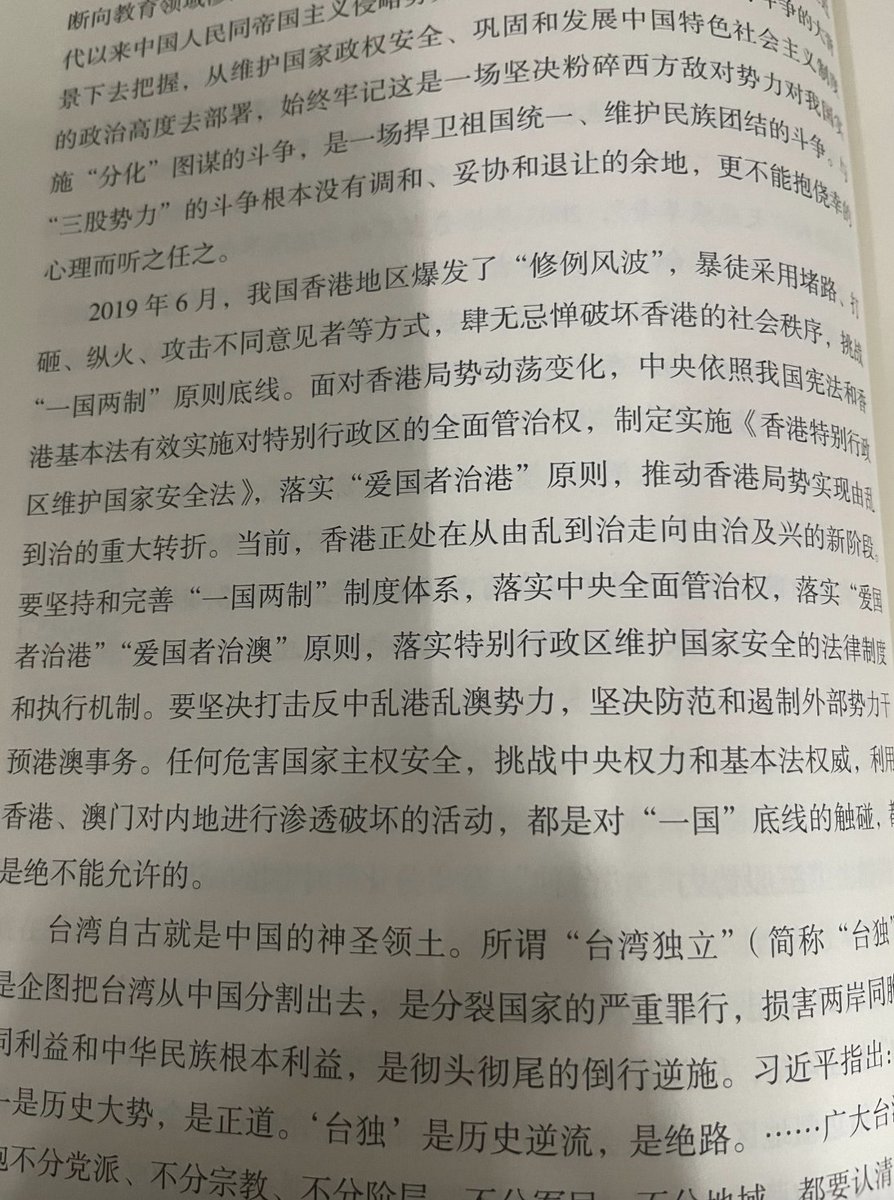 断向教育领域
代以来中国人民同帝国主义侵略势 斗争的大背
景下去把握，从维护国家政权安全、巩固和发展中国特色社会主义制度
的政治高度去部署，始终牢记这是一场坚决粉碎西方敌对势力对我国实
施“分化”图谋的斗争，是一场捍卫祖国统一、维护民族团结的斗争。与
“三股势力”的斗争根本没有调和、妥协和退让的余地，更不能抱侥幸的
心理而听之任之。
2019年6月，我国香港地区爆发了“修例风波”，暴徒采用堵路、打
砸、纵火、攻击不同意见者等方式，肆无忌惮破坏香港的社会秩序，挑战
“一国两制”原则底线。面对香港局势动荡变化，中央依照我国宪法和香
港基本法有效实施对特别行政区的全面管治权，制定实施《香港特别行政
区维护国家安全法》，落实“爱国者治港”原则，推动香港局势实现由乱
到治的重大转折。当前，香港正处在从由乱到治走向由治及兴的新阶段。
要坚持和完善“一国两制”制度体系，落实中央全面管治权，落实“爱国
者治港”“爱国者治澳”原则，落实特别行政区维护国家安全的法律制度
和执行机制。要坚决打击反中乱港乱澳势力，坚决防范和遏制外部势力干
预港澳事务。任何危害国家主权安全，挑战中央权力和基本法权威，利用
香港、澳门对内地进行渗透破坏的活动，都是对“一国”底线的触碰，都
是绝不能允许的。
台湾自古就是中国的神圣领土。所谓“台湾独立”（简称“台独”
是企图把台湾从中国分割出去，是分裂国家的严重罪行，损害两岸同胞
同利益和中华民族根本利益，是彻头彻尾的倒行逆施。习近平指出：
一是历史大势，是正道。‘台独’是历史逆流，是绝路。……广大台湾
胞不分党派、不分宗教、不分阶层、不分军民、不分地域，都要认清